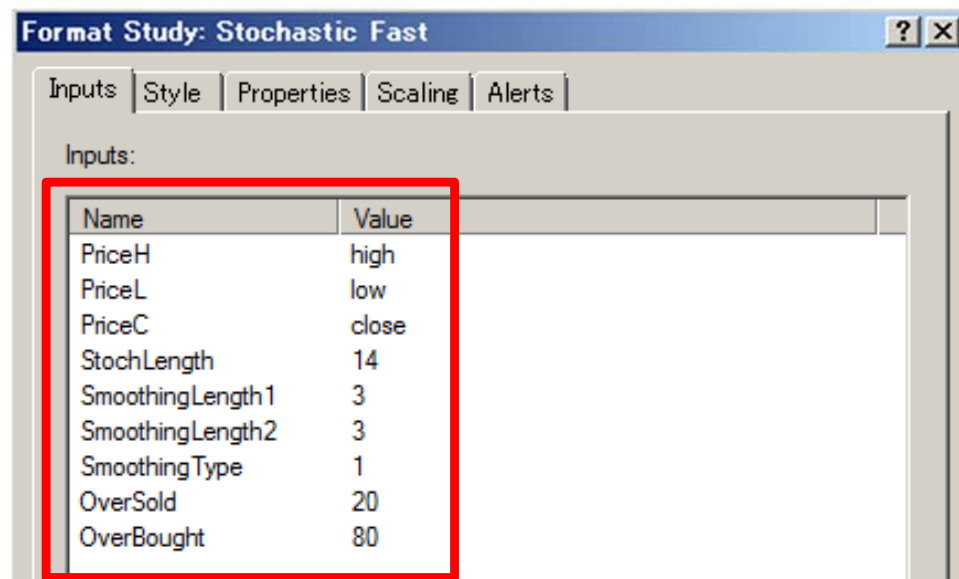 Format Study: Stochastic Fast ? X
Inputs Style Properties Scaling Alerts
Inputs:
Name Value
PriceH high
PriceL low
PriceC close
StochLength 14
SmoothingLength1 3
SmoothingLength2 3
SmoothingType 1
OverSold 20
OverBought 80